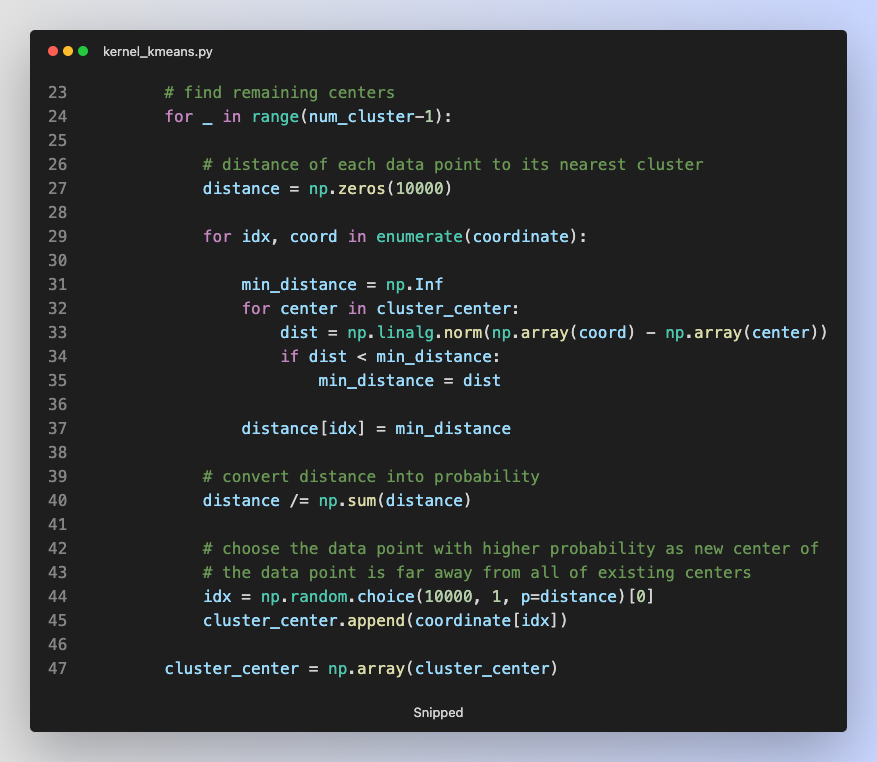 kernel_kmeans.py
23 # find remaining centers
24 for _ in range(num_cluster-1):
25
26 # distance of each data point to its nearest cluster
27 distance = np.zeros(10000)
28
29 for idx, coord in enumerate(coordinate):
30
31 min_distance = np.Inf
32 for center in cluster_center:
33 dist = np.linalg.norm(np.array(coord) - np.array(center))
34 if dist < min_distance:
35 min_distance = dist
36
37 distance[idx] = min_distance
38
39 # convert distance into probability
40 distance /= np.sum(distance)
41
42 # choose the data point with higher probability as new center of
43 # the data point is far away from all of existing centers
44 idx = np.random.choice(10000, 1, p=distance)[0]
45 cluster_center.append(coordinate[idx])
46
47 cluster_center = np.array(cluster_center)
Snipped